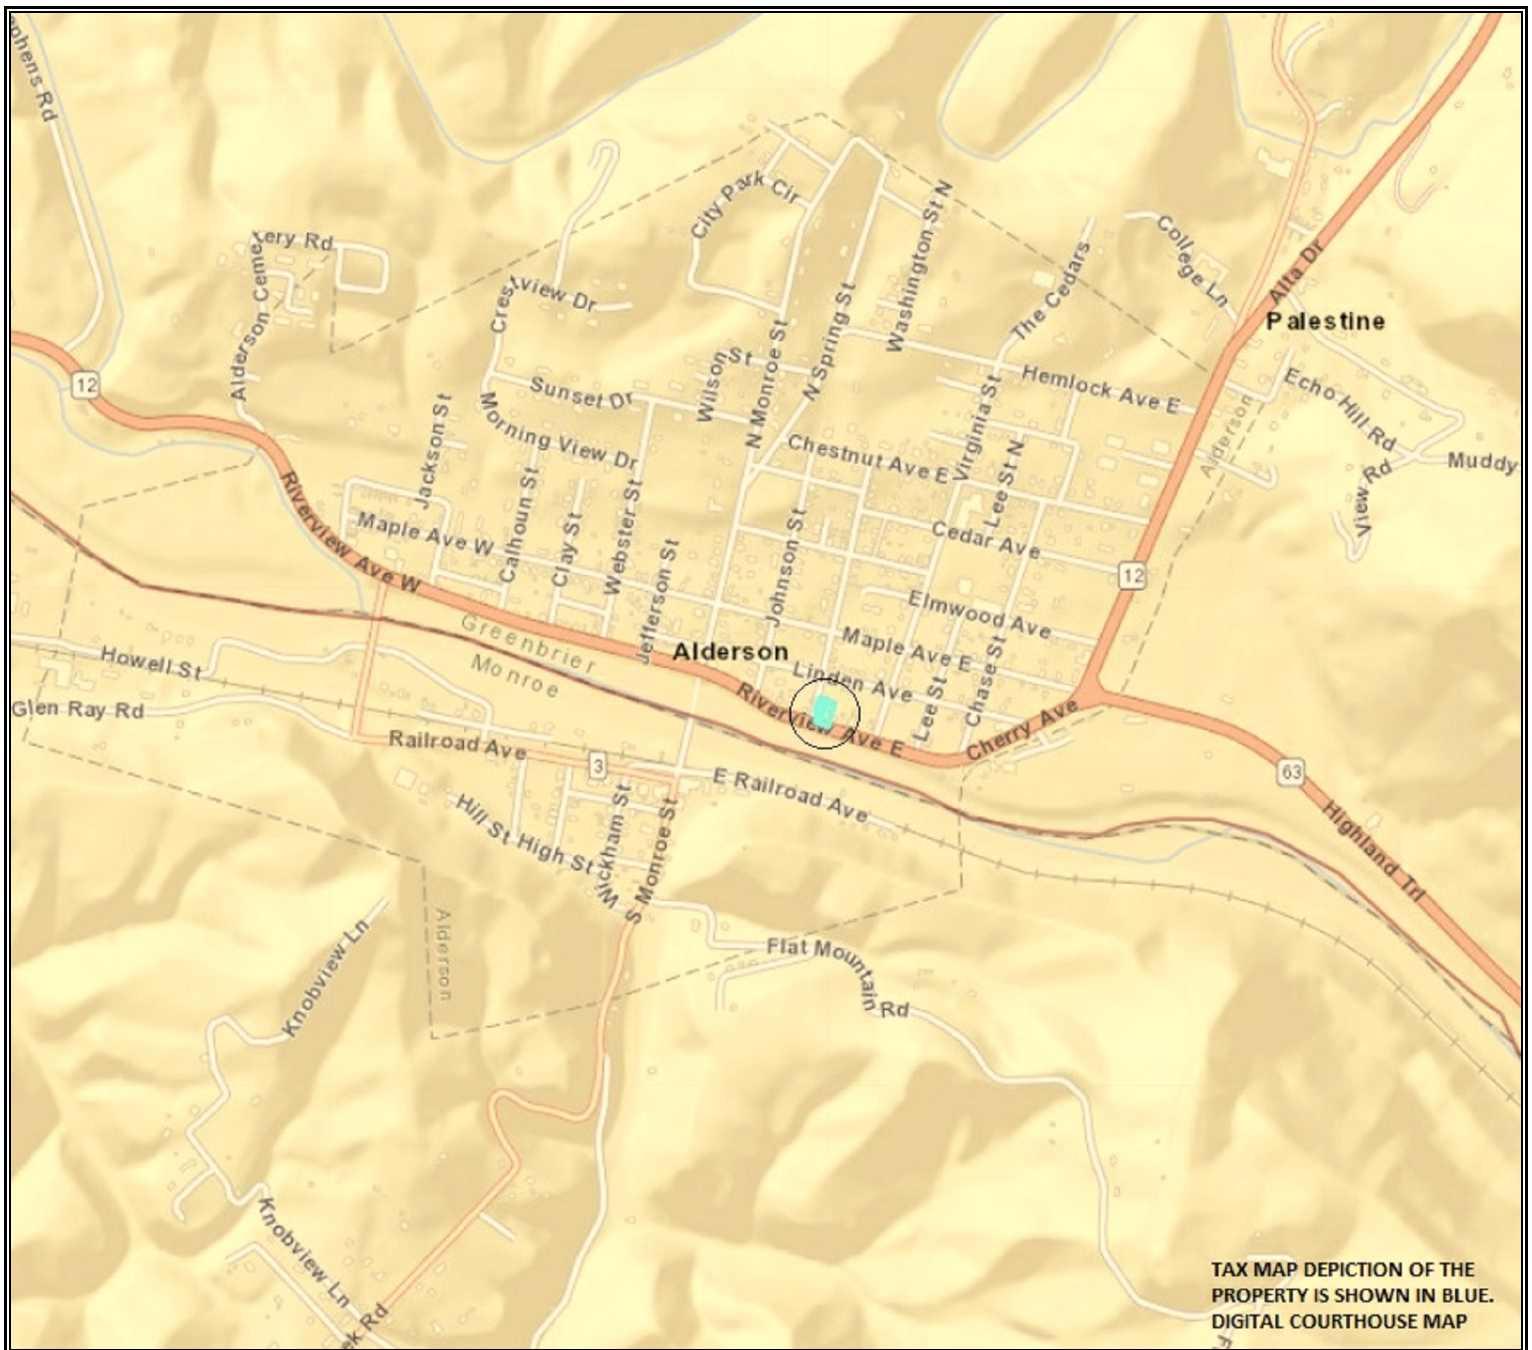 phens Rd
City Park Cir
Washington St N
The Cedars
College Ln
Alta Dr
Palestine
Alderson Cemetery Rd
Crestview Dr
N Spring St
N Monroe St
Wilson St
Hemlock Ave E
12
Sunset Dr
Jackson St
Morning View Dr
Chestnut Ave E
Virginia St
Lee St N
Alderson
Echo Hill Rd
View Rd
Muddy
Riverview Ave W
Maple Ave W
Calhoun St
Clay St
Webster St
Jefferson St
Johnson St
Cedar Ave
12
Elmwood Ave
Greenbrier
Monroe
Alderson
Maple Ave E
Linden Ave
Chase St
Lee St
Howell St
Glen Ray Rd
Riverview Ave E
Cherry Ave
Railroad Ave
3
E Railroad Ave
63
Highland Trl
Hill St
High St
Wickham St
S Monroe St
Knobview Ln
Alderson
Flat Mountain Rd
Knobview Ln
ek Rd
TAX MAP DEPICTION OF THE
PROPERTY IS SHOWN IN BLUE.
DIGITAL COURTHOUSE MAP